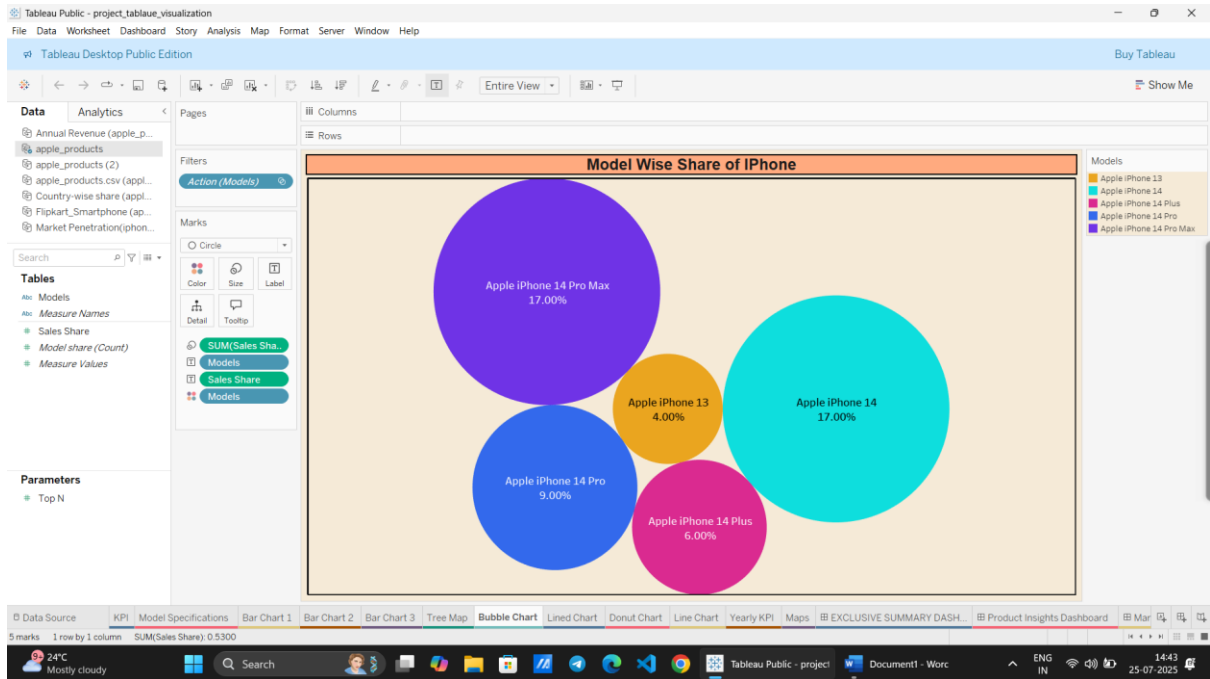 Tableau Public - project_tablaue_visualization
File Data Worksheet Dashboard Story Analysis Map Format Server Window Help
Tableau Desktop Public Edition
Buy Tableau
Entire View
Show Me
Data Analytics
Annual Revenue (apple_p...
apple_products
apple_products (2)
apple_products.csv (appl...
Country-wise share (appl...
Flipkart_Smartphone (ap...
Market Penetration(iphon...
Search
Tables
Abc Models
Abc Measure Names
# Sales Share
# Model share (Count)
# Measure Values
Parameters
# Top N
Pages
Filters
Action (Models)
Marks
Circle
Color Size Label
Detail Tooltip
SUM(Sales Sha..
Models
Sales Share
Models
Columns
Rows
Model Wise Share of IPhone
Apple iPhone 14 Pro Max
17.00%
Apple iPhone 13
4.00%
Apple iPhone 14
17.00%
Apple iPhone 14 Pro
9.00%
Apple iPhone 14 Plus
6.00%
Models
Apple iPhone 13
Apple iPhone 14
Apple iPhone 14 Plus
Apple iPhone 14 Pro
Apple iPhone 14 Pro Max
Data Source KPI Model Specifications Bar Chart 1 Bar Chart 2 Bar Chart 3 Tree Map Bubble Chart Lined Chart Donut Chart Line Chart Yearly KPI Maps EXCLUSIVE SUMMARY DASH... Product Insights Dashboard Mar
5 marks 1 row by 1 column SUM(Sales Share): 0.5300
9+
24°C
Mostly cloudy
Search
Tableau Public - project
Document1 - Worc
ENG
IN
14:43
25-07-2025